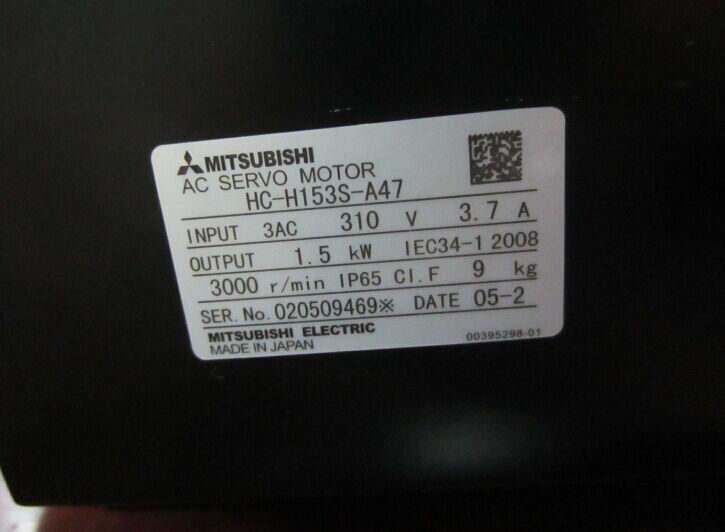 MITSUBISHI
AC SERVO MOTOR
HC-H153S-A47
INPUT 3AC 310 V 3.7 A
OUTPUT 1.5 kW IEC34-1 2008
3000 r/min IP65 CI.F 9 kg
SER.No.020509469※ DATE 05-2
MITSUBISHI ELECTRIC
MADE IN JAPAN 00395298-01